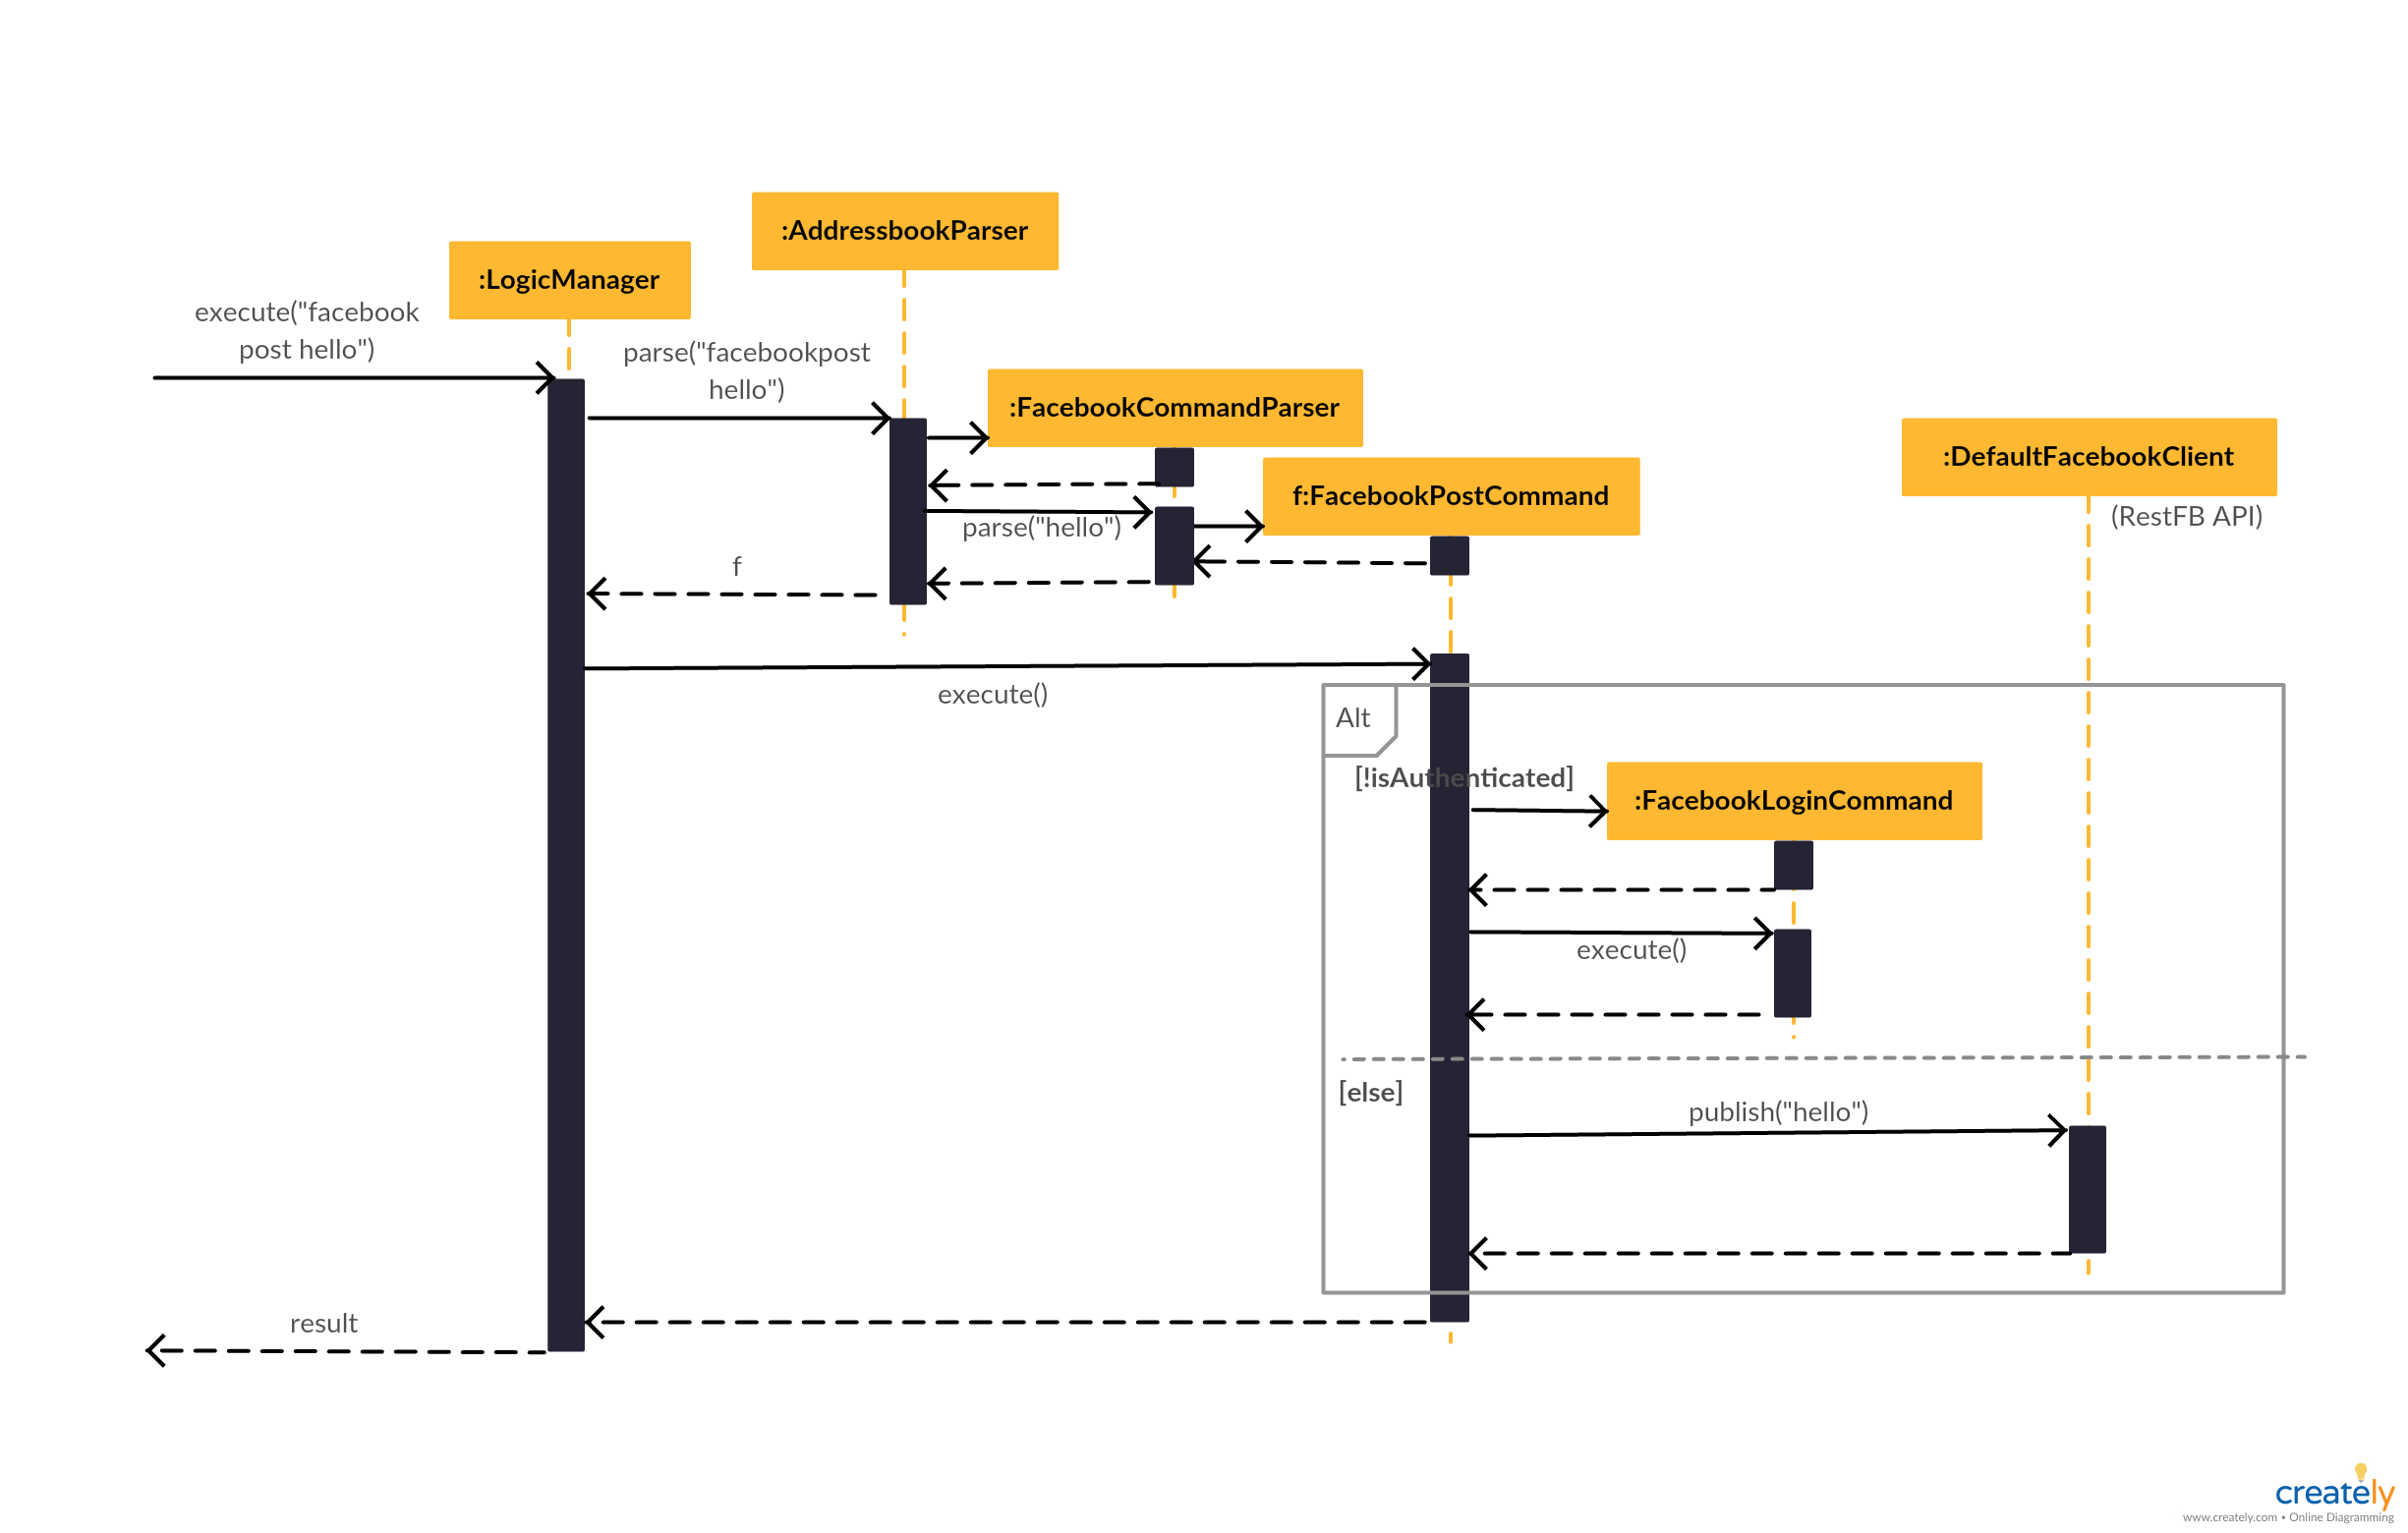 :AddressbookParser
:LogicManager
execute("facebook
post hello")
parse("facebookpost
hello")
:FacebookCommandParser
:DefaultFacebookClient
(RestFB API)
f:FacebookPostCommand
parse("hello")
f
execute()
Alt
[!isAuthenticated]
:FacebookLoginCommand
execute()
[else]
publish("hello")
result
creately
www.creately.com • Online Diagramming